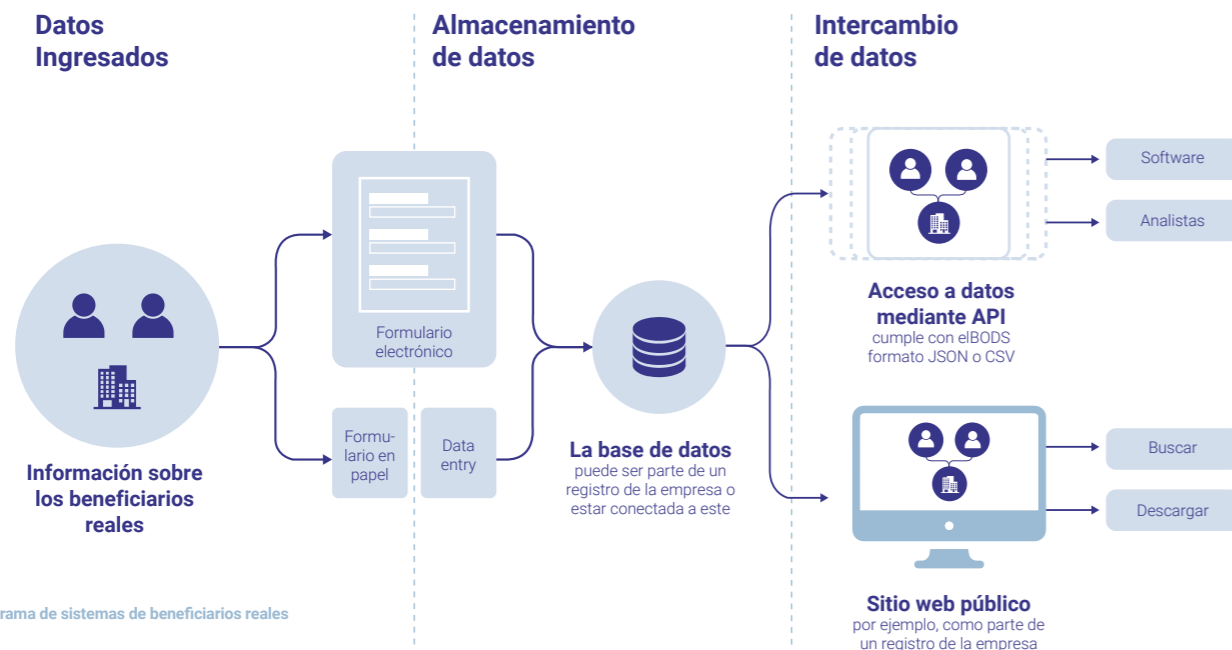 Datos
Ingresados
Almacenamiento
de datos
Intercambio
de datos
Información sobre
los beneficiarios
reales
Formulario
electrónico
Formu-
lario en
papel
Data
entry
La base de datos
puede ser parte de un
registro de la empresa o
estar conectada a este
Acceso a datos
mediante API
cumple con elBODS
formato JSON o CSV
Software
Analistas
Sitio web público
por ejemplo, como parte de
un registro de la empresa
Buscar
Descargar
rama de sistemas de beneficiarios reales